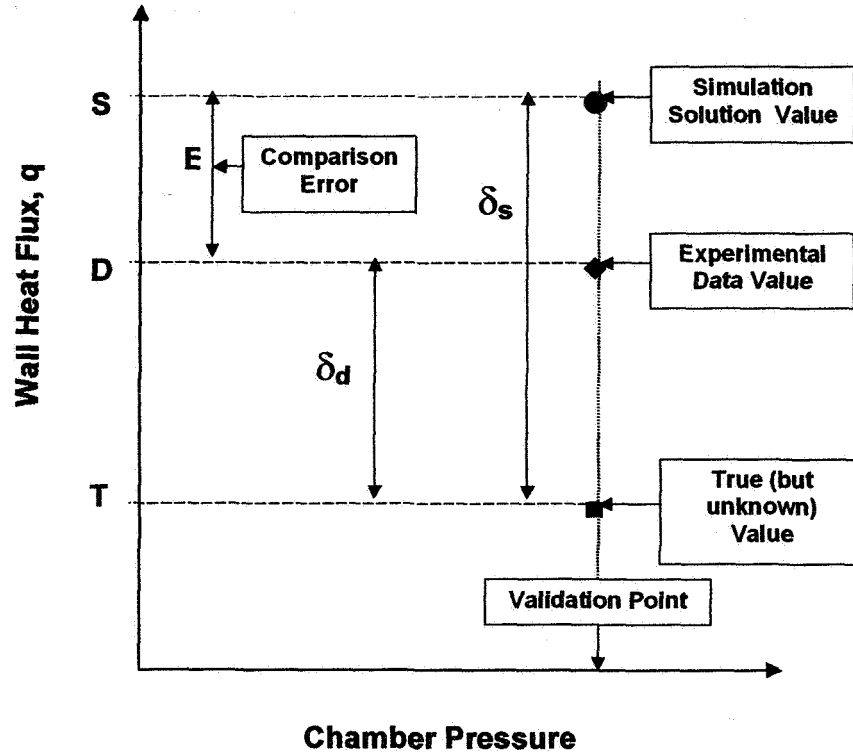 S
Simulation
Solution Value
E
Comparison
Error
δs
Wall Heat Flux, q
D
Experimental
Data Value
δd
T
True (but
unknown)
Value
Validation Point
Chamber Pressure